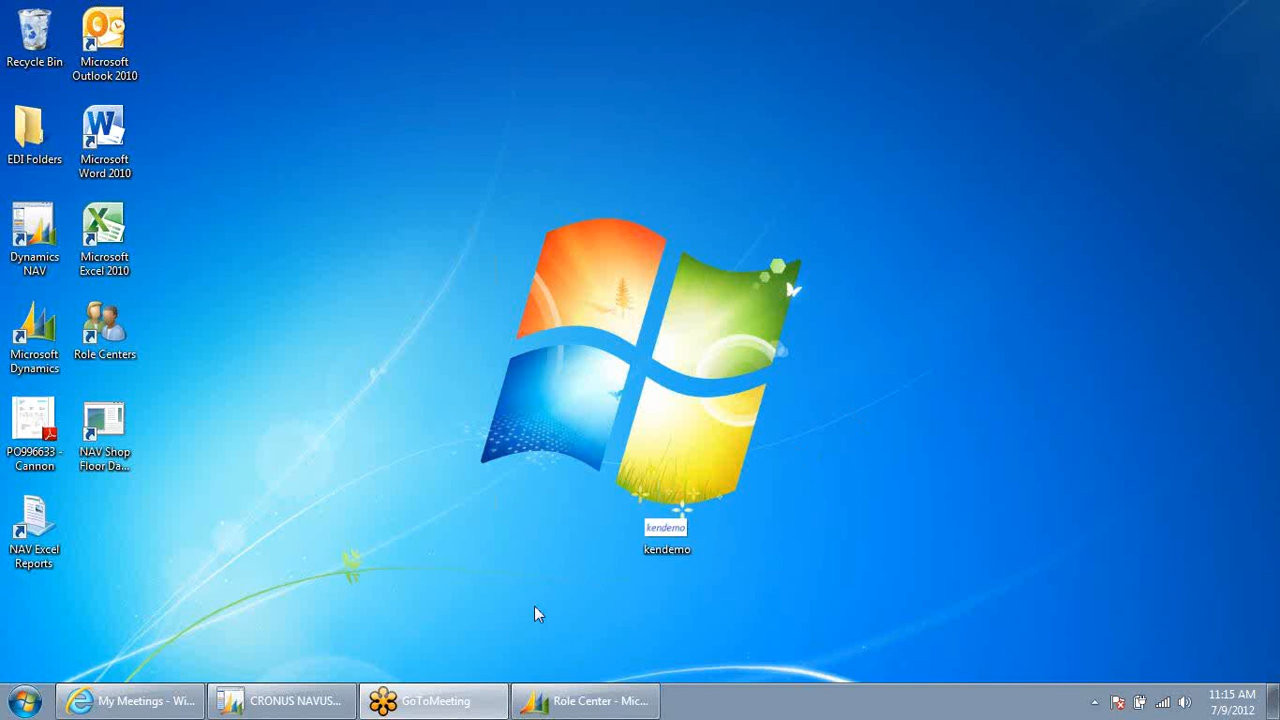 Recycle Bin
Microsoft
Outlook 2010
EDI Folders
Microsoft
Word 2010
Dynamics
NAV
Microsoft
Excel 2010
Microsoft
Dynamics
Role Centers
PO996633 -
Cannon
NAV Shop
Floor Da...
NAV Excel
Reports
kendemo
kendemo
My Meetings - Wi...
CRONUS NAVUS...
GoToMeeting
Role Center - Mic...
11:15 AM
7/9/2012